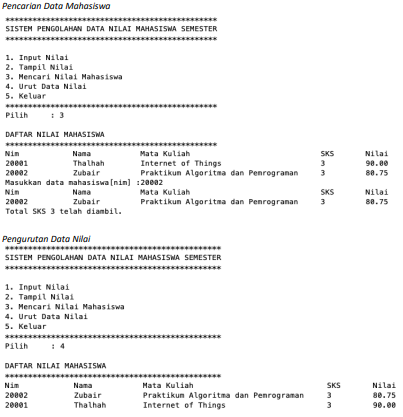 Pencarian Data Mahasiswa
***********************************************
SISTEM PENGOLAHAN DATA NILAI MAHASISWA SEMESTER
***********************************************
1. Input Nilai
2. Tampil Nilai
3. Mencari Nilai Mahasiswa
4. Urut Data Nilai
5. Keluar
***********************************************
Pilih : 3
DAFTAR NILAI MAHASISWA
***********************************************
Nim Nama Mata Kuliah SKS Nilai
20001 Thalhah Internet of Things 3 90.00
20002 Zubair Praktikum Algoritma dan Pemrograman 3 80.75
Masukkan data mahasiswa[nim] :20002
Nim Nama Mata Kuliah SKS Nilai
20002 Zubair Praktikum Algoritma dan Pemrograman 3 80.75
Total SKS 3 telah diambil.
Pengurutan Data Nilai
************************************************
SISTEM PENGOLAHAN DATA NILAI MAHASISWA SEMESTER
************************************************
1. Input Nilai
2. Tampil Nilai
3. Mencari Nilai Mahasiswa
4. Urut Data Nilai
5. Keluar
************************************************
Pilih : 4
DAFTAR NILAI MAHASISWA
************************************************
Nim Nama Mata Kuliah SKS Nilai
20002 Zubair Praktikum Algoritma dan Pemrograman 3 80.75
20001 Thalhah Internet of Things 3 90.00